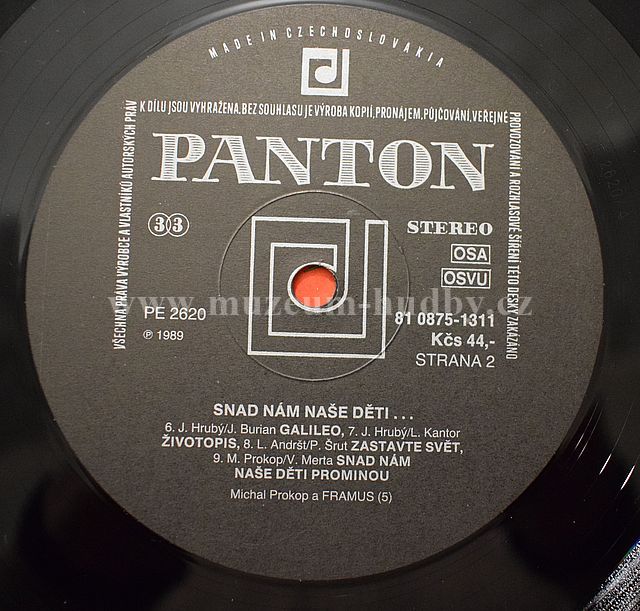 MADE IN CZECHOSLOVAKIA
VŠECHNA PRÁVA VÝROBCE A VLASTNÍKŮ AUTORSKÝCH PRÁV
K DÍLU JSOU VYHRAŽENA. BEZ SOUHLASU JE VÝROBA KOPIÍ, PRONÁJEM, PŮJČOVÁNÍ, VEŘEJNÉ
PROVOZOVÁNÍ A ROZHLASOVÉ ŠÍŘENÍ TÉTO DESKY ZAKÁZÁNO
PANTON
33
STEREO
OSA
OSVU
www.muzeum-hudby.cz
PE 2620
81 0875-1311
℗ 1989
Kčs 44,-
STRANA 2
SNAD NÁM NAŠE DĚTI . . .
6. J. Hrubý/J. Burian GALILEO, 7. J. Hrubý/L. Kantor
ŽIVOTOPIS, 8. L. Andršt/P. Šrut ZASTAVTE SVĚT,
9. M. Prokop/V. Merta SNAD NÁM
NAŠE DĚTI PROMINOU
Michal Prokop a FRAMUS (5)